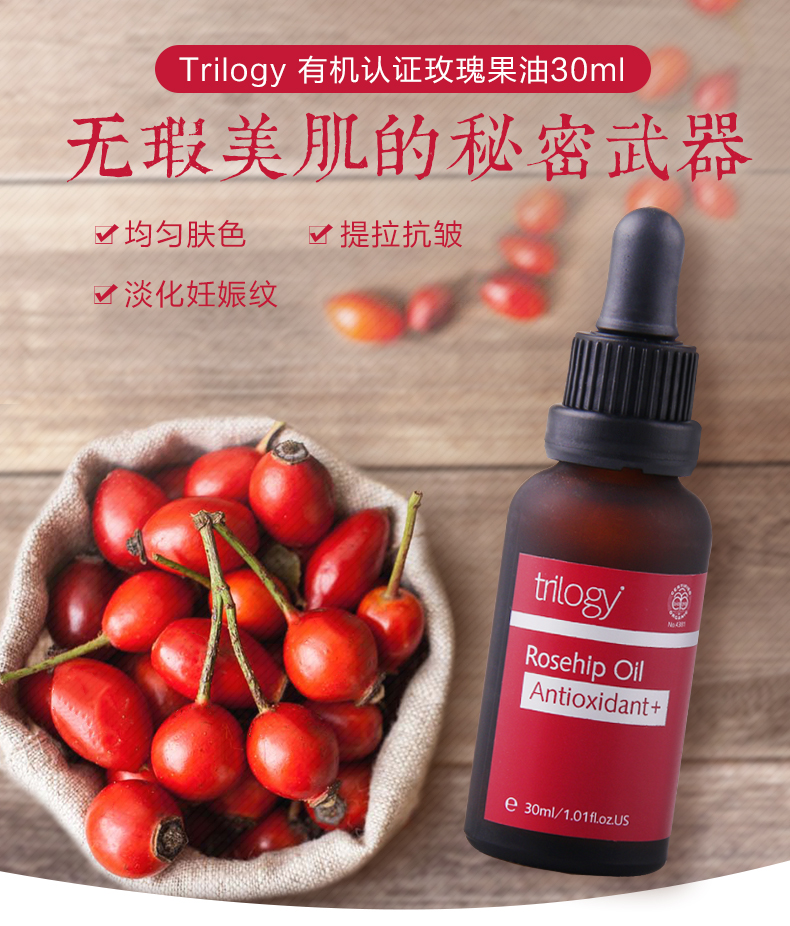 Trilogy 有机认证玫瑰果油30ml
无瑕美肌的秘密武器
均匀肤色 提拉抗皱
淡化妊娠纹
trilogy
Rosehip Oil
Antioxidant+
e 30ml/1.01fl.oz.US